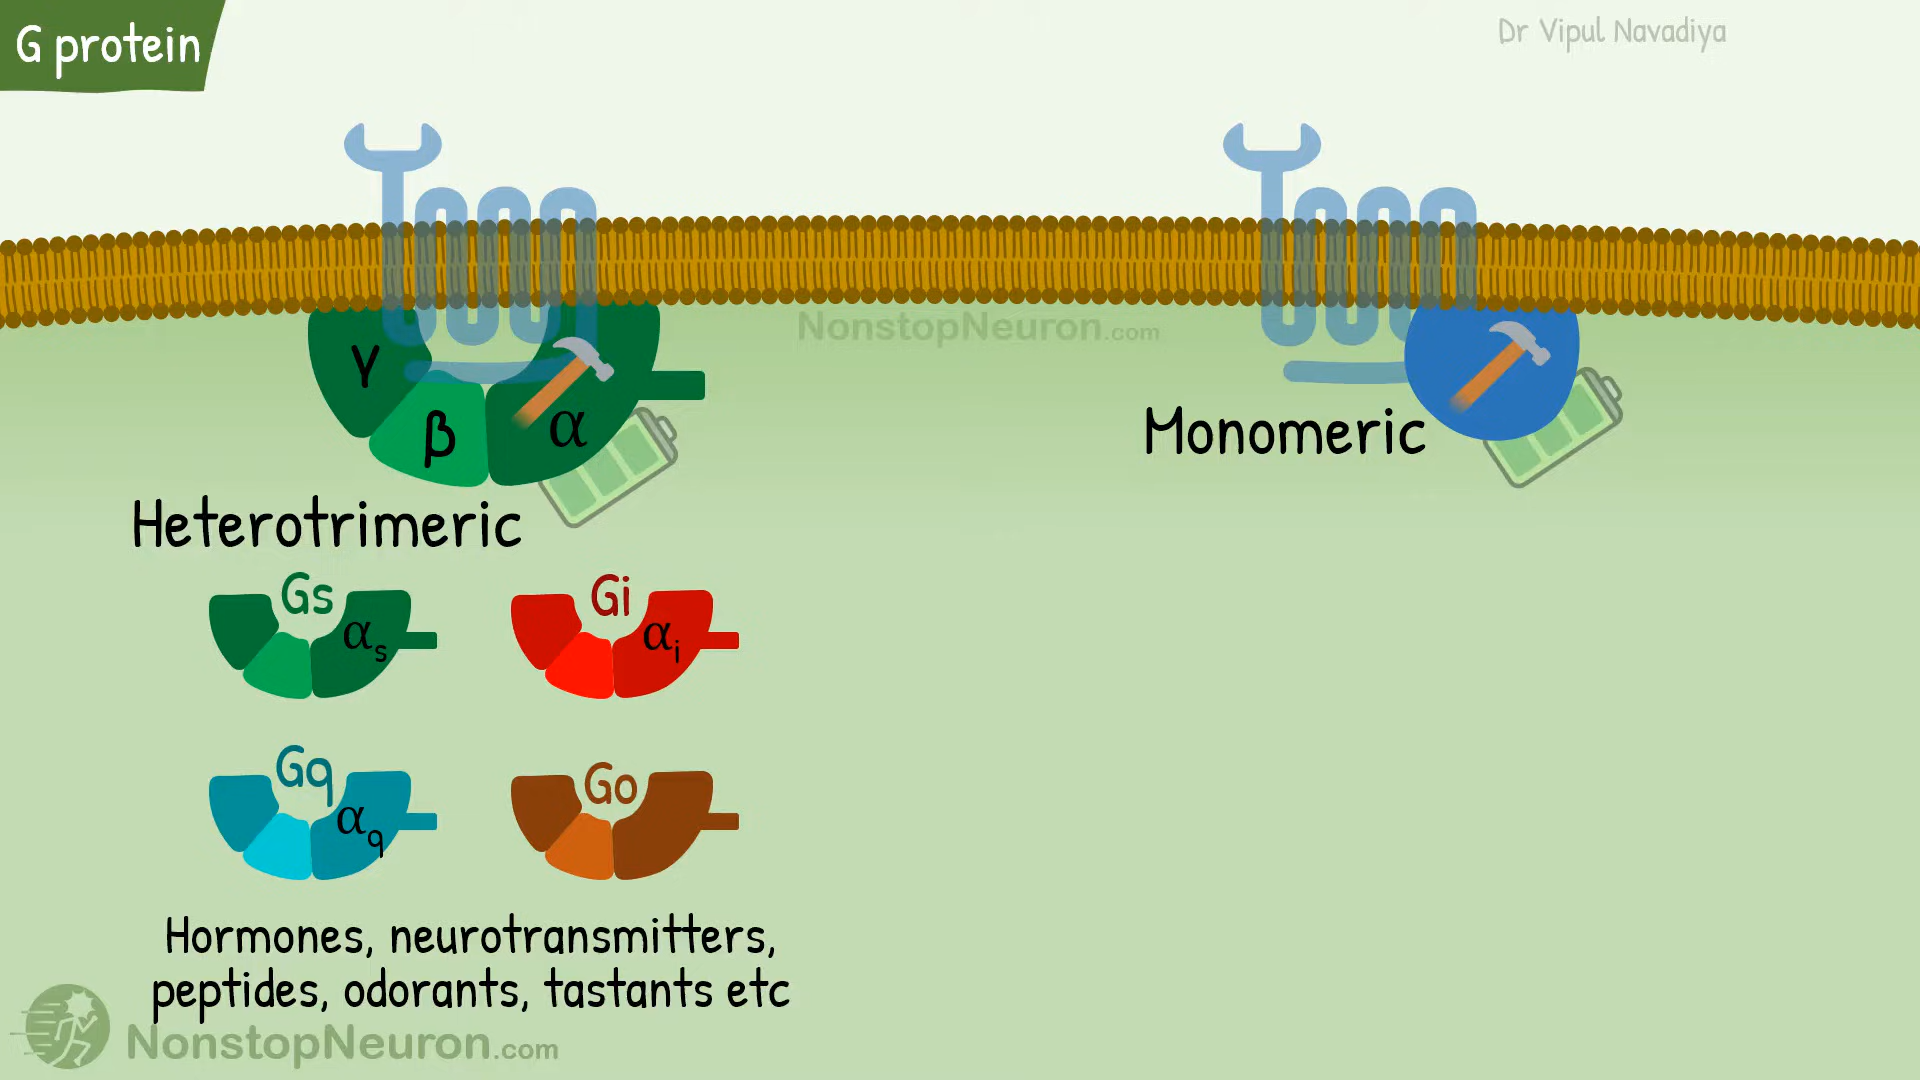 G protein
Dr Vipul Navadiya
NonstopNeuron.com
γ
β
α
Monomeric
Heterotrimeric
Gs
αs
Gi
αi
Gq
αq
Go
Hormones, neurotransmitters,
peptides, odorants, tastants etc
NonstopNeuron.com